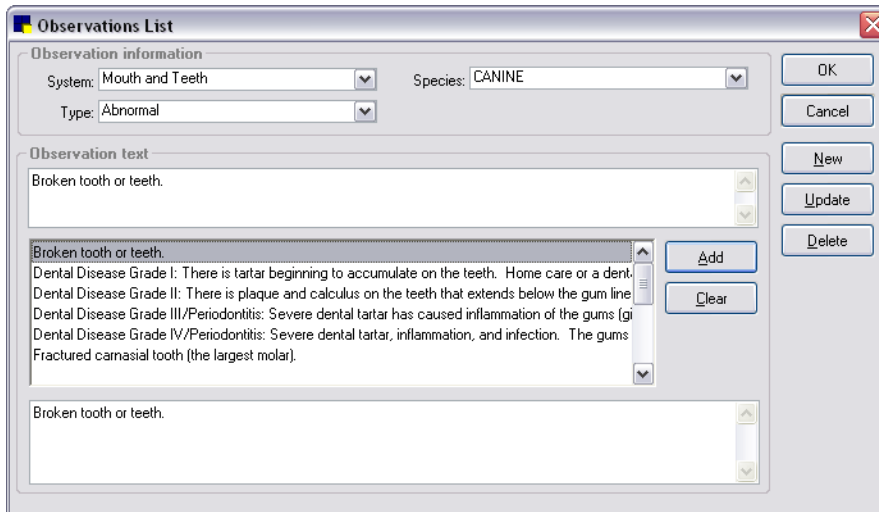 Observations List
Observation information
System: Mouth and Teeth
Species: CANINE
Type: Abnormal
OK
Cancel
New
Update
Delete
Observation text
Broken tooth or teeth.
Broken tooth or teeth.
Dental Disease Grade I: There is tartar beginning to accumulate on the teeth.  Home care or a
Dental Disease Grade II: There is plaque and calculus on the teeth that extends below the gum line
Dental Disease Grade III/Periodontitis: Severe dental tartar has caused inflammation of the gums
Dental Disease Grade IV/Periodontitis: Severe dental tartar, inflammation, and infection.  The gums
Fractured carnasial tooth (the largest molar).
Add
Clear
Broken tooth or teeth.